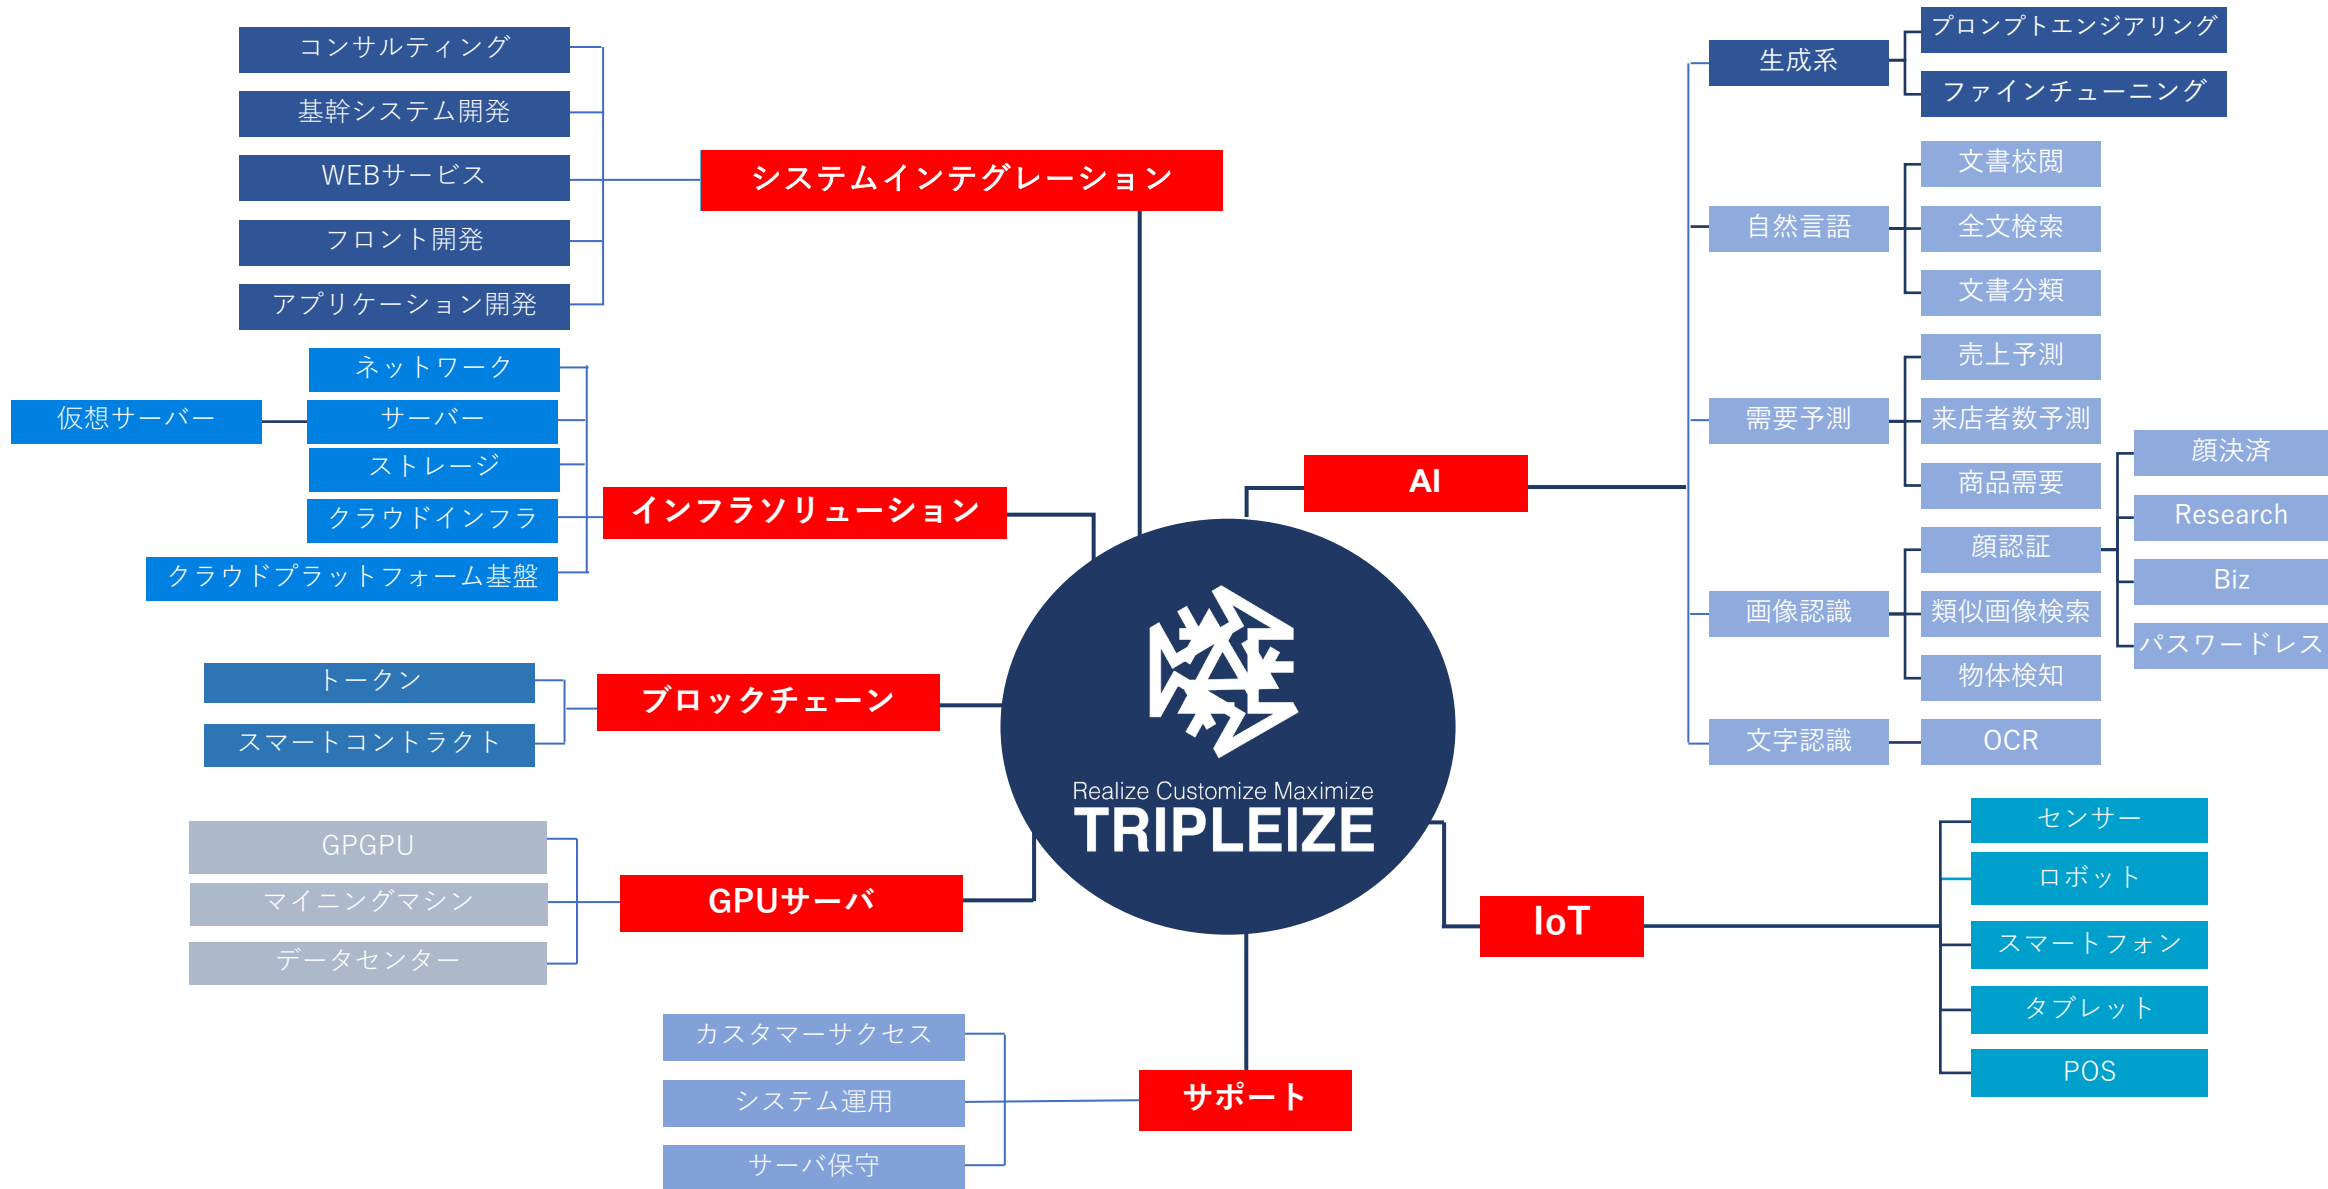 コンサルティング
基幹システム開発
WEBサービス
フロント開発
アプリケーション開発
システムインテグレーション
ネットワーク
仮想サーバー
サーバー
ストレージ
クラウドインフラ
クラウドプラットフォーム基盤
インフラソリューション
トークン
スマートコントラクト
ブロックチェーン
GPGPU
マイニングマシン
データセンター
GPUサーバ
カスタマーサクセス
システム運用
サーバ保守
サポート
Realize Customize Maximize
TRIPLEIZE
AI
生成系
プロンプトエンジアリング
ファインチューニング
自然言語
文書校閲
全文検索
文書分類
需要予測
売上予測
来店者数予測
商品需要
画像認識
顔認証
類似画像検索
物体検知
顔決済
Research
Biz
パスワードレス
文字認識
OCR
IoT
センサー
ロボット
スマートフォン
タブレット
POS